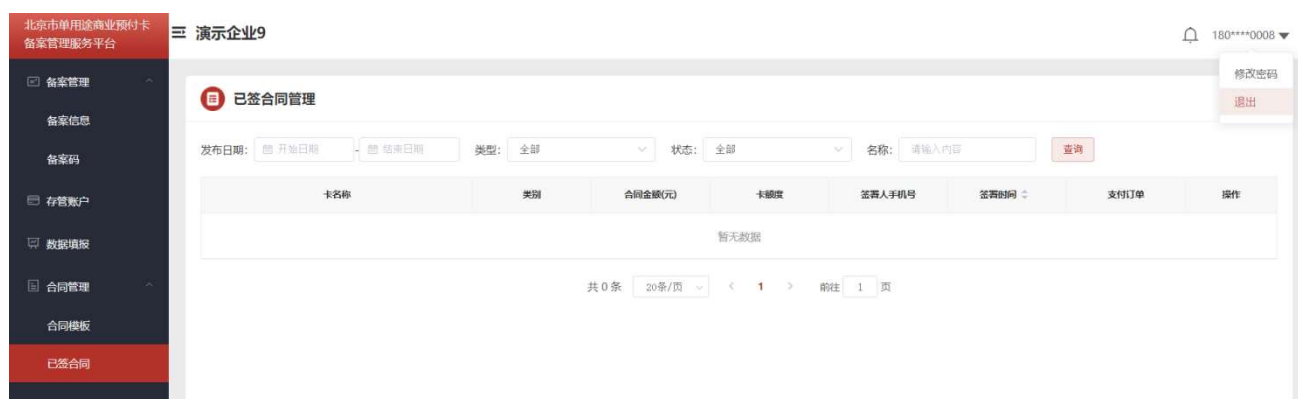 北京市单用途商业预付卡
备案管理服务平台
演示企业9
180****0008
修改密码
退出
备案管理
备案信息
备案码
存管账户
数据填报
合同管理
合同模板
已签合同
已签合同管理
发布日期： 开始日期 - 结束日期 类型： 全部 状态： 全部 名称： 请输入内容 查询
卡名称 类别 合同金额(元) 卡额度 签署人手机号 签署时间 支付订单 操作
暂无数据
共 0 条 20条/页 < 1 > 前往 1 页